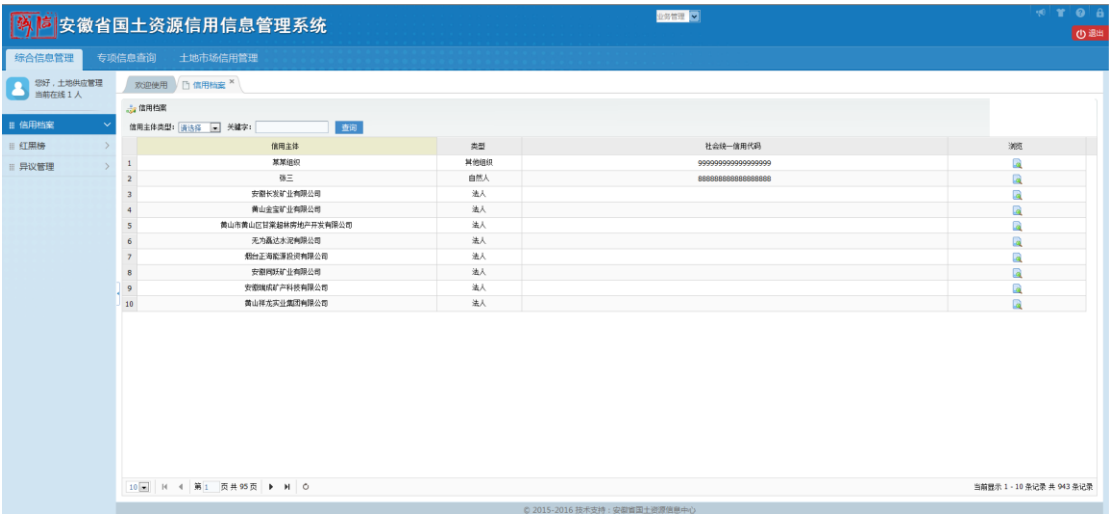 诚信 安徽省国土资源信用信息管理系统 业务管理
退出
综合信息管理 专项信息查询 土地市场信用管理
您好，土地供应管理
当前在线 1 人
欢迎使用 信用档案
信用档案
信用主体类型： 请选择 关键字： 查询
信用档案
红黑榜
异议管理
信用主体 类型 社会统一信用代码 浏览
1 某某组织 其他组织 999999999999999999
2 张三 自然人 888888888888888888
3 安徽长发矿业有限公司 法人
4 黄山金宝矿业有限公司 法人
5 黄山市黄山区甘棠超林房地产开发有限公司 法人
6 无为磊达水泥有限公司 法人
7 烟台正海能源投资有限公司 法人
8 安徽同跃矿业有限公司 法人
9 安徽瑞成矿产科技有限公司 法人
10 黄山祥龙实业集团有限公司 法人
10 第 1 页共 95 页 当前显示 1 - 10 条记录 共 943 条记录
© 2015-2016 技术支持：安徽省国土资源信息中心